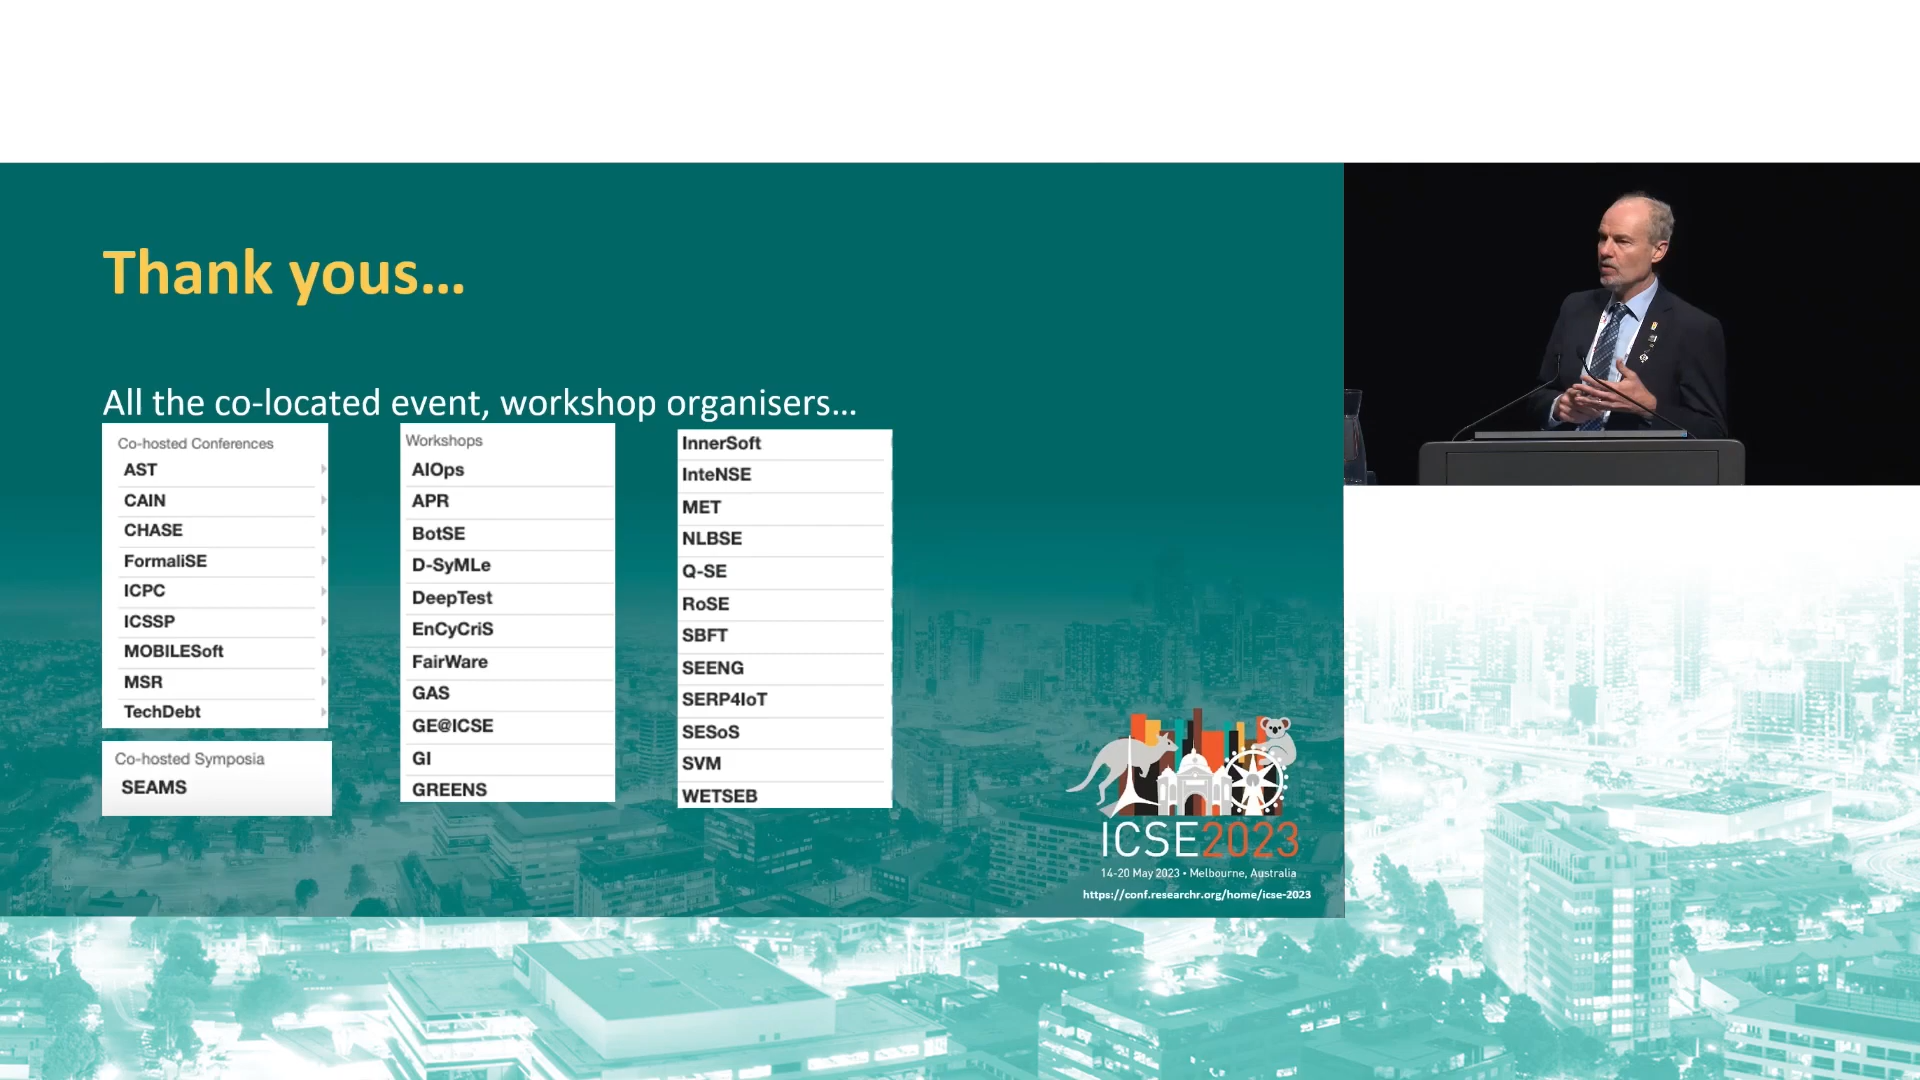 Thank yous...
All the co-located event, workshop organisers...
Co-hosted Conferences
AST
CAIN
CHASE
FormaliSE
ICPC
ICSSP
MOBILESoft
MSR
TechDebt
Co-hosted Symposia
SEAMS
Workshops
AIOps
APR
BotSE
D-SyMLe
DeepTest
EnCyCriS
FairWare
GAS
GE@ICSE
GI
GREENS
InnerSoft
InteNSE
MET
NLBSE
Q-SE
RoSE
SBFT
SEENG
SERP4IoT
SESoS
SVM
WETSEB
ICSE2023
14-20 May 2023 • Melbourne, Australia
https://conf.researchr.org/home/icse-2023